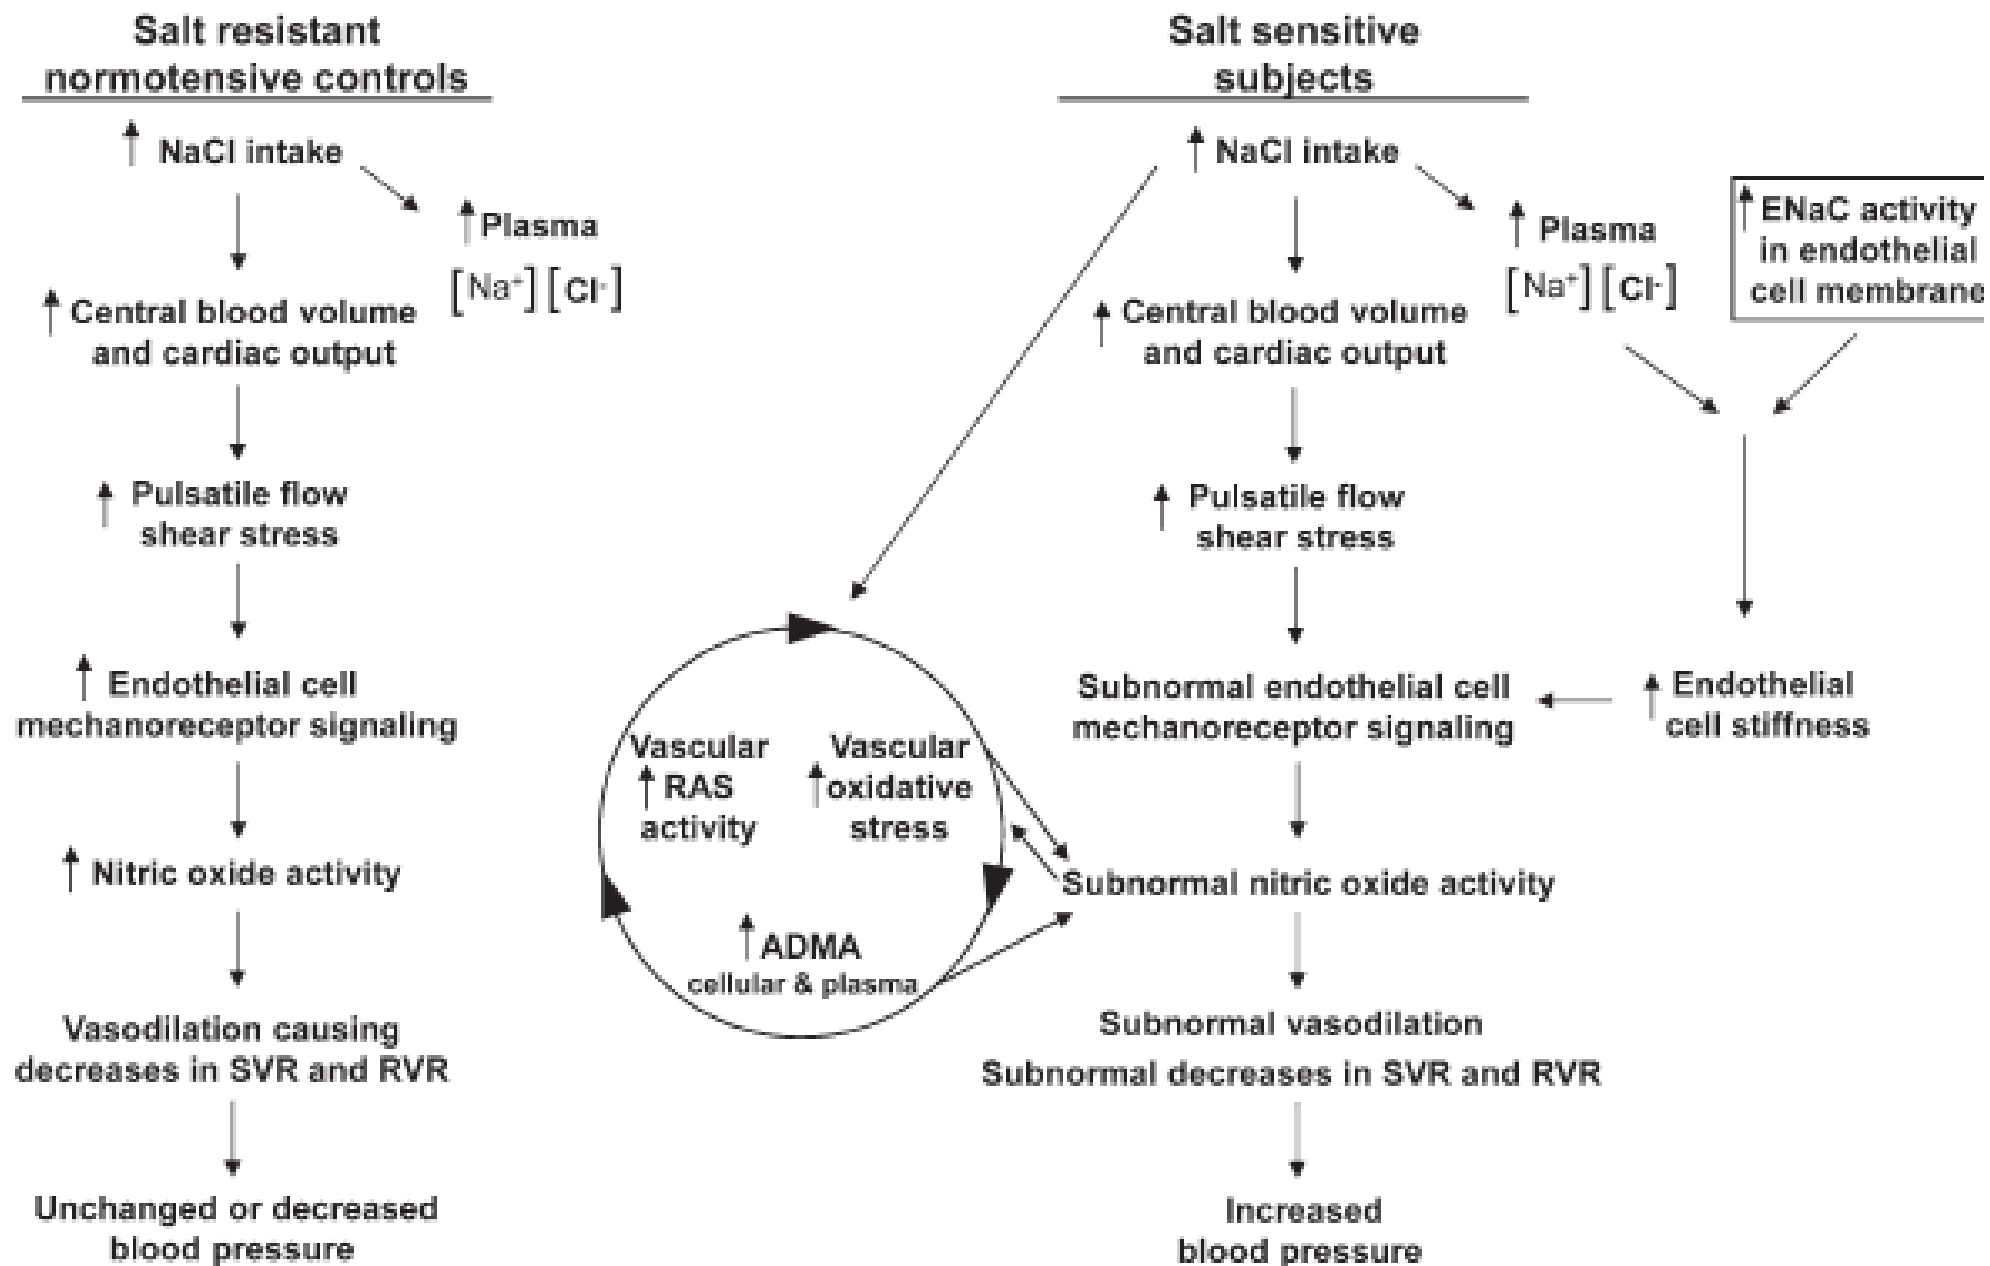 Salt resistant
normotensive controls
↑ NaCl intake
↑ Plasma
[Na+] [Cl-]
↑ Central blood volume
and cardiac output
↑ Pulsatile flow
shear stress
↑ Endothelial cell
mechanoreceptor signaling
↑ Nitric oxide activity
Vasodilation causing
decreases in SVR and RVR
Unchanged or decreased
blood pressure
Salt sensitive
subjects
↑ NaCl intake
↑ Plasma
[Na+] [Cl-]
↑ ENaC activity
in endothelial
cell membrane
↑ Central blood volume
and cardiac output
↑ Pulsatile flow
shear stress
Subnormal endothelial cell
mechanoreceptor signaling
↑ Endothelial
cell stiffness
Vascular
↑ RAS
activity
Vascular
↑ oxidative
stress
↑ ADMA
cellular & plasma
Subnormal nitric oxide activity
Subnormal vasodilation
Subnormal decreases in SVR and RVR
Increased
blood pressure